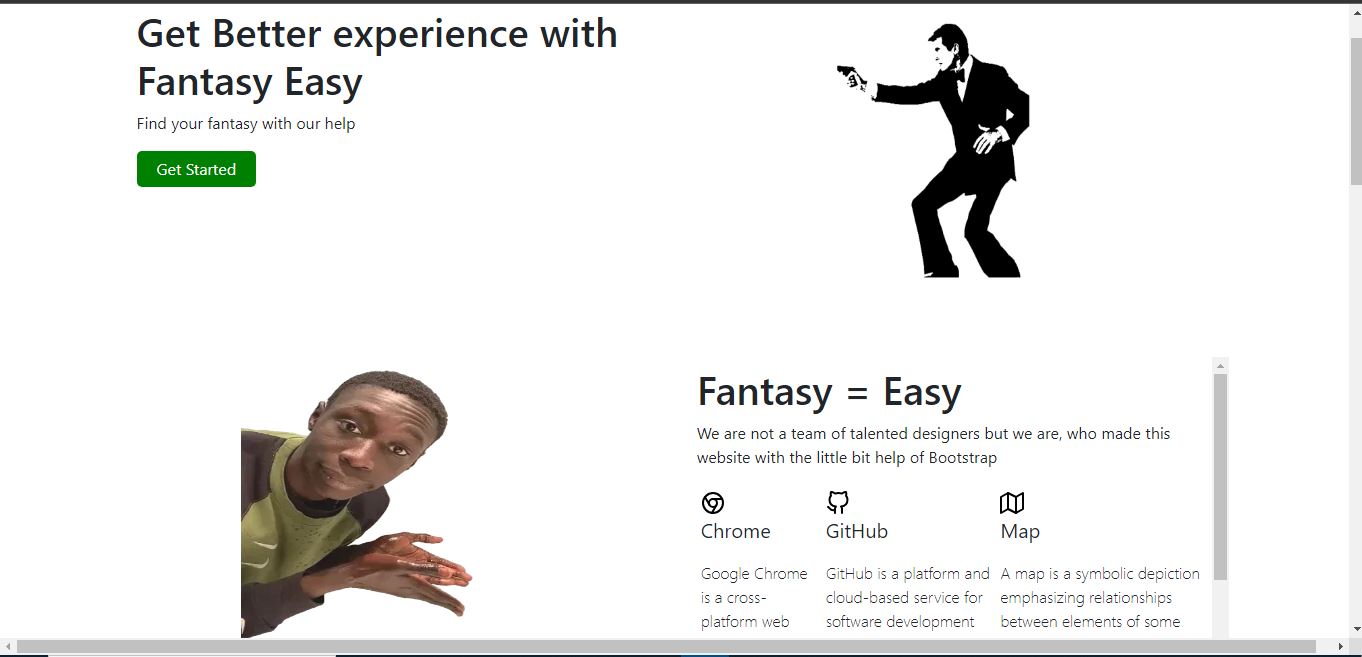 Get Better experience with
Fantasy Easy
Find your fantasy with our help
Get Started
Fantasy = Easy
We are not a team of talented designers but we are, who made this
website with the little bit help of Bootstrap
Chrome
GitHub
Map
Google Chrome
is a cross-
platform web
GitHub is a platform and
cloud-based service for
software development
A map is a symbolic depiction
emphasizing relationships
between elements of some